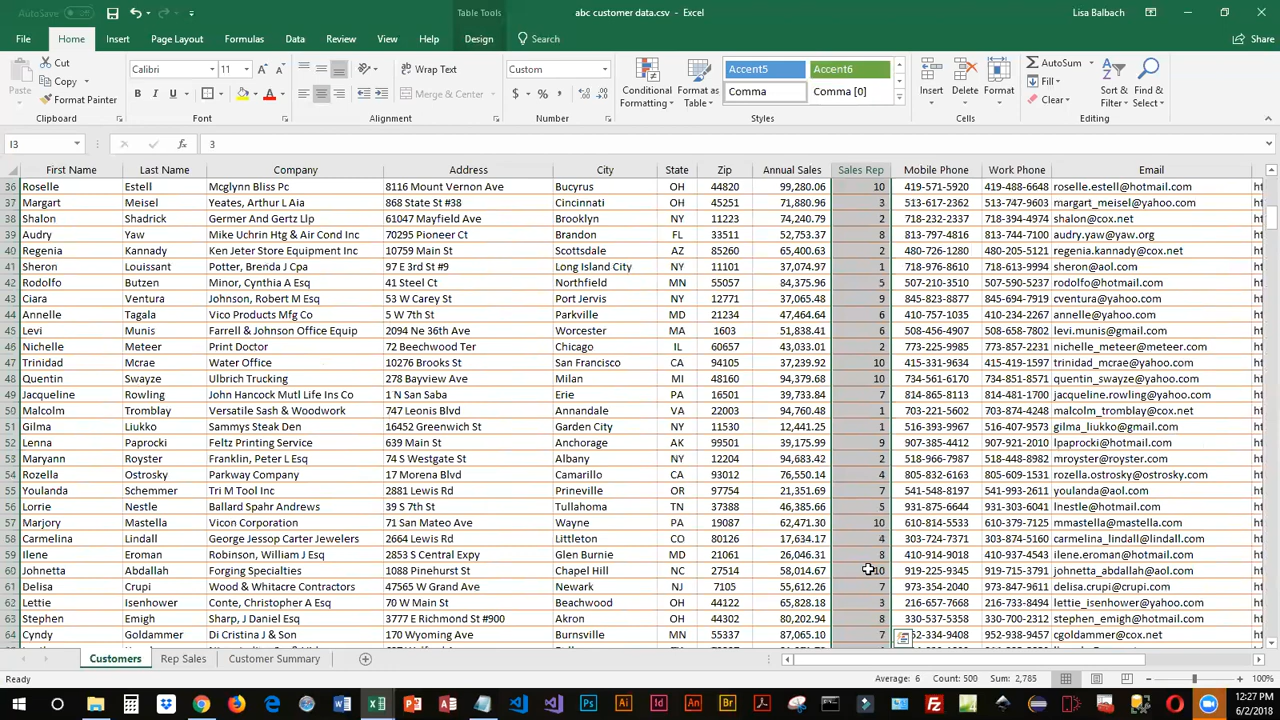 AutoSave Off
Table Tools
abc customer data.csv - Excel
Lisa Balbach
File Home Insert Page Layout Formulas Data Review View Help Design Search Share
Paste
Cut
Copy
Format Painter
Clipboard
Calibri 11
B I U
Font
Wrap Text
Merge & Center
Alignment
Custom
$ % ,
Number
Conditional Formatting
Format as Table
Accent5 Accent6
Comma Comma [0]
Styles
Insert Delete Format
Cells
AutoSum
Fill
Clear
Sort & Filter
Find & Select
Editing
I3 3
First Name Last Name Company Address City State Zip Annual Sales Sales Rep Mobile Phone Work Phone Email
36 Roselle Estell Mcglynn Bliss Pc 8116 Mount Vernon Ave Bucyrus OH 44820 99,280.06 10 419-571-5920 419-488-6648 roselle.estell@hotmail.com ht
37 Margart Meisel Yeates, Arthur L Aia 868 State St #38 Cincinnati OH 45251 71,880.96 3 513-617-2362 513-747-9603 margart_meisel@yahoo.com ht
38 Shalon Shadrick Germer And Gertz Llp 61047 Mayfield Ave Brooklyn NY 11223 74,240.79 2 718-232-2337 718-394-4974 shalon@cox.net ht
39 Audry Yaw Mike Uchrin Htg & Air Cond Inc 70295 Pioneer Ct Brandon FL 33511 52,753.37 8 813-797-4816 813-744-7100 audry.yaw@yaw.org ht
40 Regenia Kannady Ken Jeter Store Equipment Inc 10759 Main St Scottsdale AZ 85260 65,400.63 2 480-726-1280 480-205-5121 regenia.kannady@cox.net ht
41 Sheron Louissant Potter, Brenda J Cpa 97 E 3rd St #9 Long Island City NY 11101 37,074.97 1 718-976-8610 718-613-9994 sheron@aol.com ht
42 Rodolfo Butzen Minor, Cynthia A Esq 41 Steel Ct Northfield MN 55057 84,375.96 5 507-210-3510 507-590-5237 rodolfo@hotmail.com ht
43 Ciara Ventura Johnson, Robert M Esq 53 W Carey St Port Jervis NY 12771 37,065.48 9 845-823-8877 845-694-7919 cventura@yahoo.com ht
44 Annelle Tagala Vico Products Mfg Co 5 W 7th St Parkville MD 21234 47,464.64 6 410-757-1035 410-234-2267 annelle@yahoo.com ht
45 Levi Munis Farrell & Johnson Office Equip 2094 Ne 36th Ave Worcester MA 1603 51,838.41 6 508-456-4907 508-658-7802 levi.munis@gmail.com ht
46 Nichelle Meteer Print Doctor 72 Beechwood Ter Chicago IL 60657 43,033.01 2 773-225-9985 773-857-2231 nichelle_meteer@meteer.com ht
47 Trinidad Mcrae Water Office 10276 Brooks St San Francisco CA 94105 37,239.92 10 415-331-9634 415-419-1597 trinidad_mcrae@yahoo.com ht
48 Quentin Swayze Ulbrich Trucking 278 Bayview Ave Milan MI 48160 94,379.68 10 734-561-6170 734-851-8571 quentin_swayze@yahoo.com ht
49 Jacqueline Rowling John Hancock Mutl Life Ins Co 1 N San Saba Erie PA 16501 39,733.84 7 814-865-8113 814-481-1700 jacqueline.rowling@yahoo.com ht
50 Malcolm Tromblay Versatile Sash & Woodwork 747 Leonis Blvd Annandale VA 22003 94,760.48 1 703-221-5602 703-874-4248 malcolm_tromblay@cox.net ht
51 Gilma Liukko Sammys Steak Den 16452 Greenwich St Garden City NY 11530 12,441.25 1 516-393-9967 516-407-9573 gilma_liukko@gmail.com ht
52 Lenna Paprocki Feltz Printing Service 639 Main St Anchorage AK 99501 39,175.99 9 907-385-4412 907-921-2010 lpaprocki@hotmail.com ht
53 Maryann Royster Franklin, Peter L Esq 74 S Westgate St Albany NY 12204 94,683.42 2 518-966-7987 518-448-8982 mroyster@royster.com ht
54 Rozella Ostrosky Parkway Company 17 Morena Blvd Camarillo CA 93012 76,550.14 4 805-832-6163 805-609-1531 rozella.ostrosky@ostrosky.com ht
55 Youlanda Schemmer Tri M Tool Inc 2881 Lewis Rd Prineville OR 97754 21,351.69 7 541-548-8197 541-993-2611 youlanda@aol.com ht
56 Lorrie Nestle Ballard Spahr Andrews 39 S 7th St Tullahoma TN 37388 46,385.66 5 931-875-6644 931-303-6041 lnestle@hotmail.com ht
57 Marjory Mastella Vicon Corporation 71 San Mateo Ave Wayne PA 19087 62,471.30 10 610-814-5533 610-379-7125 mmastella@mastella.com ht
58 Carmelina Lindall George Jessop Carter Jewelers 2664 Lewis Rd Littleton CO 80126 17,634.17 4 303-724-7371 303-874-5160 carmelina_lindall@lindall.com ht
59 Ilene Eroman Robinson, William J Esq 2853 S Central Expy Glen Burnie MD 21061 26,046.31 8 410-914-9018 410-937-4543 ilene.eroman@hotmail.com ht
60 Johnetta Abdallah Forging Specialties 1088 Pinehurst St Chapel Hill NC 27514 58,014.67 10 919-225-9345 919-715-3791 johnetta_abdallah@aol.com ht
61 Delisa Crupi Wood & Whitacre Contractors 47565 W Grand Ave Newark NJ 7105 55,612.26 7 973-354-2040 973-847-9611 delisa.crupi@crupi.com ht
62 Lettie Isenhower Conte, Christopher A Esq 70 W Main St Beachwood OH 44122 65,828.18 3 216-657-7668 216-733-8494 lettie_isenhower@yahoo.com ht
63 Stephen Emigh Sharp, J Daniel Esq 3777 E Richmond St #900 Akron OH 44302 80,202.94 8 330-537-5358 330-700-2312 stephen_emigh@hotmail.com ht
64 Cyndy Goldammer Di Cristina J & Son 170 Wyoming Ave Burnsville MN 55337 87,065.10 7 52-334-9408 952-938-9457 cgoldammer@cox.net ht
Customers Rep Sales Customer Summary
Ready Average: 6 Count: 500 Sum: 2,785 100%
12:27 PM
6/2/2018